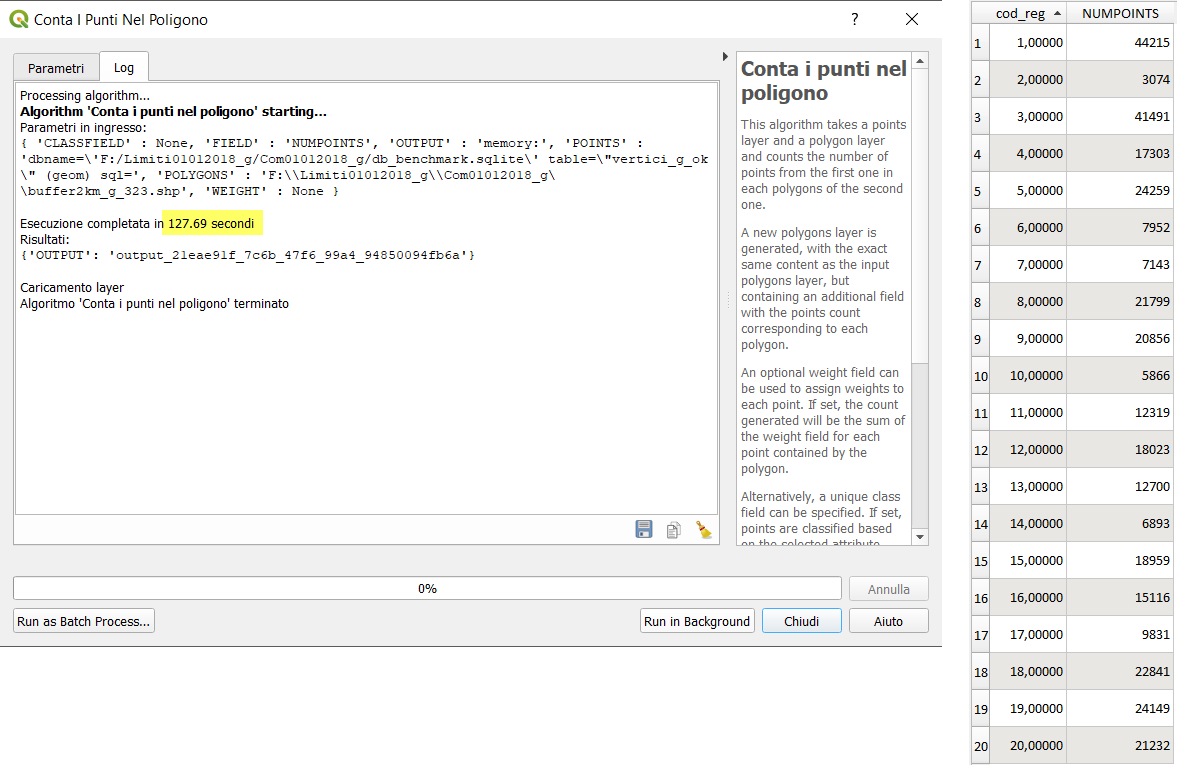 Conta I Punti Nel Poligono
?
Parametri
Log
Processing algorithm...
Algorithm 'Conta i punti nel poligono' starting...
Parametri in ingresso:
{ 'CLASSFIELD' : None, 'FIELD' : 'NUMPOINTS', 'OUTPUT' : 'memory:', 'POINTS' :
'dbname=\'F:/Limiti01012018_g/Com01012018_g/db_benchmark.sqlite\' table=\"vertici_g_ok
\" (geom) sql=', 'POLYGONS' : 'F:\\Limiti01012018_g\\Com01012018_g\
\buffer2km_g_323.shp', 'WEIGHT' : None }
Esecuzione completata in 127.69 secondi
Risultati:
{'OUTPUT': 'output_21eae91f_7c6b_47f6_99a4_94850094fb6a'}
Caricamento layer
Algoritmo 'Conta i punti nel poligono' terminato
Conta i punti nel
poligono
This algorithm takes a points
layer and a polygon layer
and counts the number of
points from the first one in
each polygons of the second
one.
A new polygons layer is
generated, with the exact
same content as the input
polygons layer, but
containing an additional field
with the points count
corresponding to each
polygon.
An optional weight field can
be used to assign weights to
each point. If set, the count
generated will be the sum of
the weight field for each
point contained by the
polygon.
Alternatively, a unique class
field can be specified. If set,
points are classified based
on the selected attribute
0%
Annulla
Run as Batch Process...
Run in Background
Chiudi
Aiuto
cod_reg NUMPOINTS
1 1,00000 44215
2 2,00000 3074
3 3,00000 41491
4 4,00000 17303
5 5,00000 24259
6 6,00000 7952
7 7,00000 7143
8 8,00000 21799
9 9,00000 20856
10 10,00000 5866
11 11,00000 12319
12 12,00000 18023
13 13,00000 12700
14 14,00000 6893
15 15,00000 18959
16 16,00000 15116
17 17,00000 9831
18 18,00000 22841
19 19,00000 24149
20 20,00000 21232